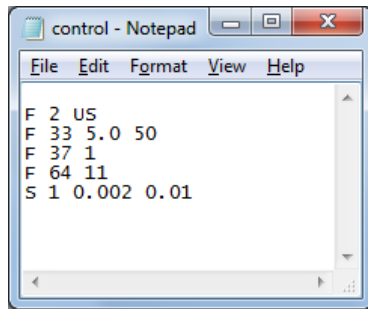 control - Notepad
File Edit Format View Help
F 2 US
F 33 5.0 50
F 37 1
F 64 11
S 1 0.002 0.01